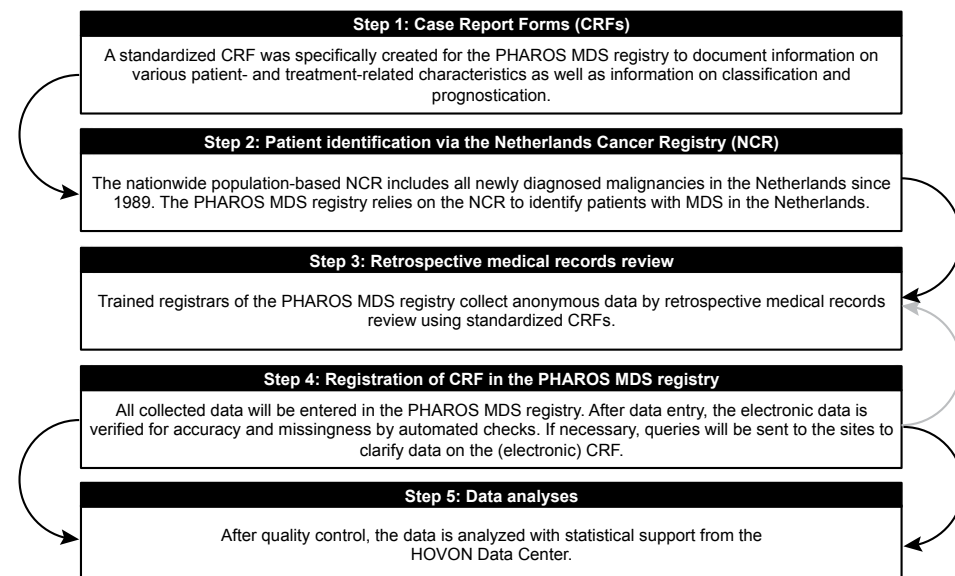 Step 1: Case Report Forms (CRFs)
A standardized CRF was specifically created for the PHAROS MDS registry to document information on
various patient- and treatment-related characteristics as well as information on classification and
prognostication.
Step 2: Patient identification via the Netherlands Cancer Registry (NCR)
The nationwide population-based NCR includes all newly diagnosed malignancies in the Netherlands since
1989. The PHAROS MDS registry relies on the NCR to identify patients with MDS in the Netherlands.
Step 3: Retrospective medical records review
Trained registrars of the PHAROS MDS registry collect anonymous data by retrospective medical records
review using standardized CRFs.
Step 4: Registration of CRF in the PHAROS MDS registry
All collected data will be entered in the PHAROS MDS registry. After data entry, the electronic data is
verified for accuracy and missingness by automated checks. If necessary, queries will be sent to the sites to
clarify data on the (electronic) CRF.
Step 5: Data analyses
After quality control, the data is analyzed with statistical support from the
HOVON Data Center.